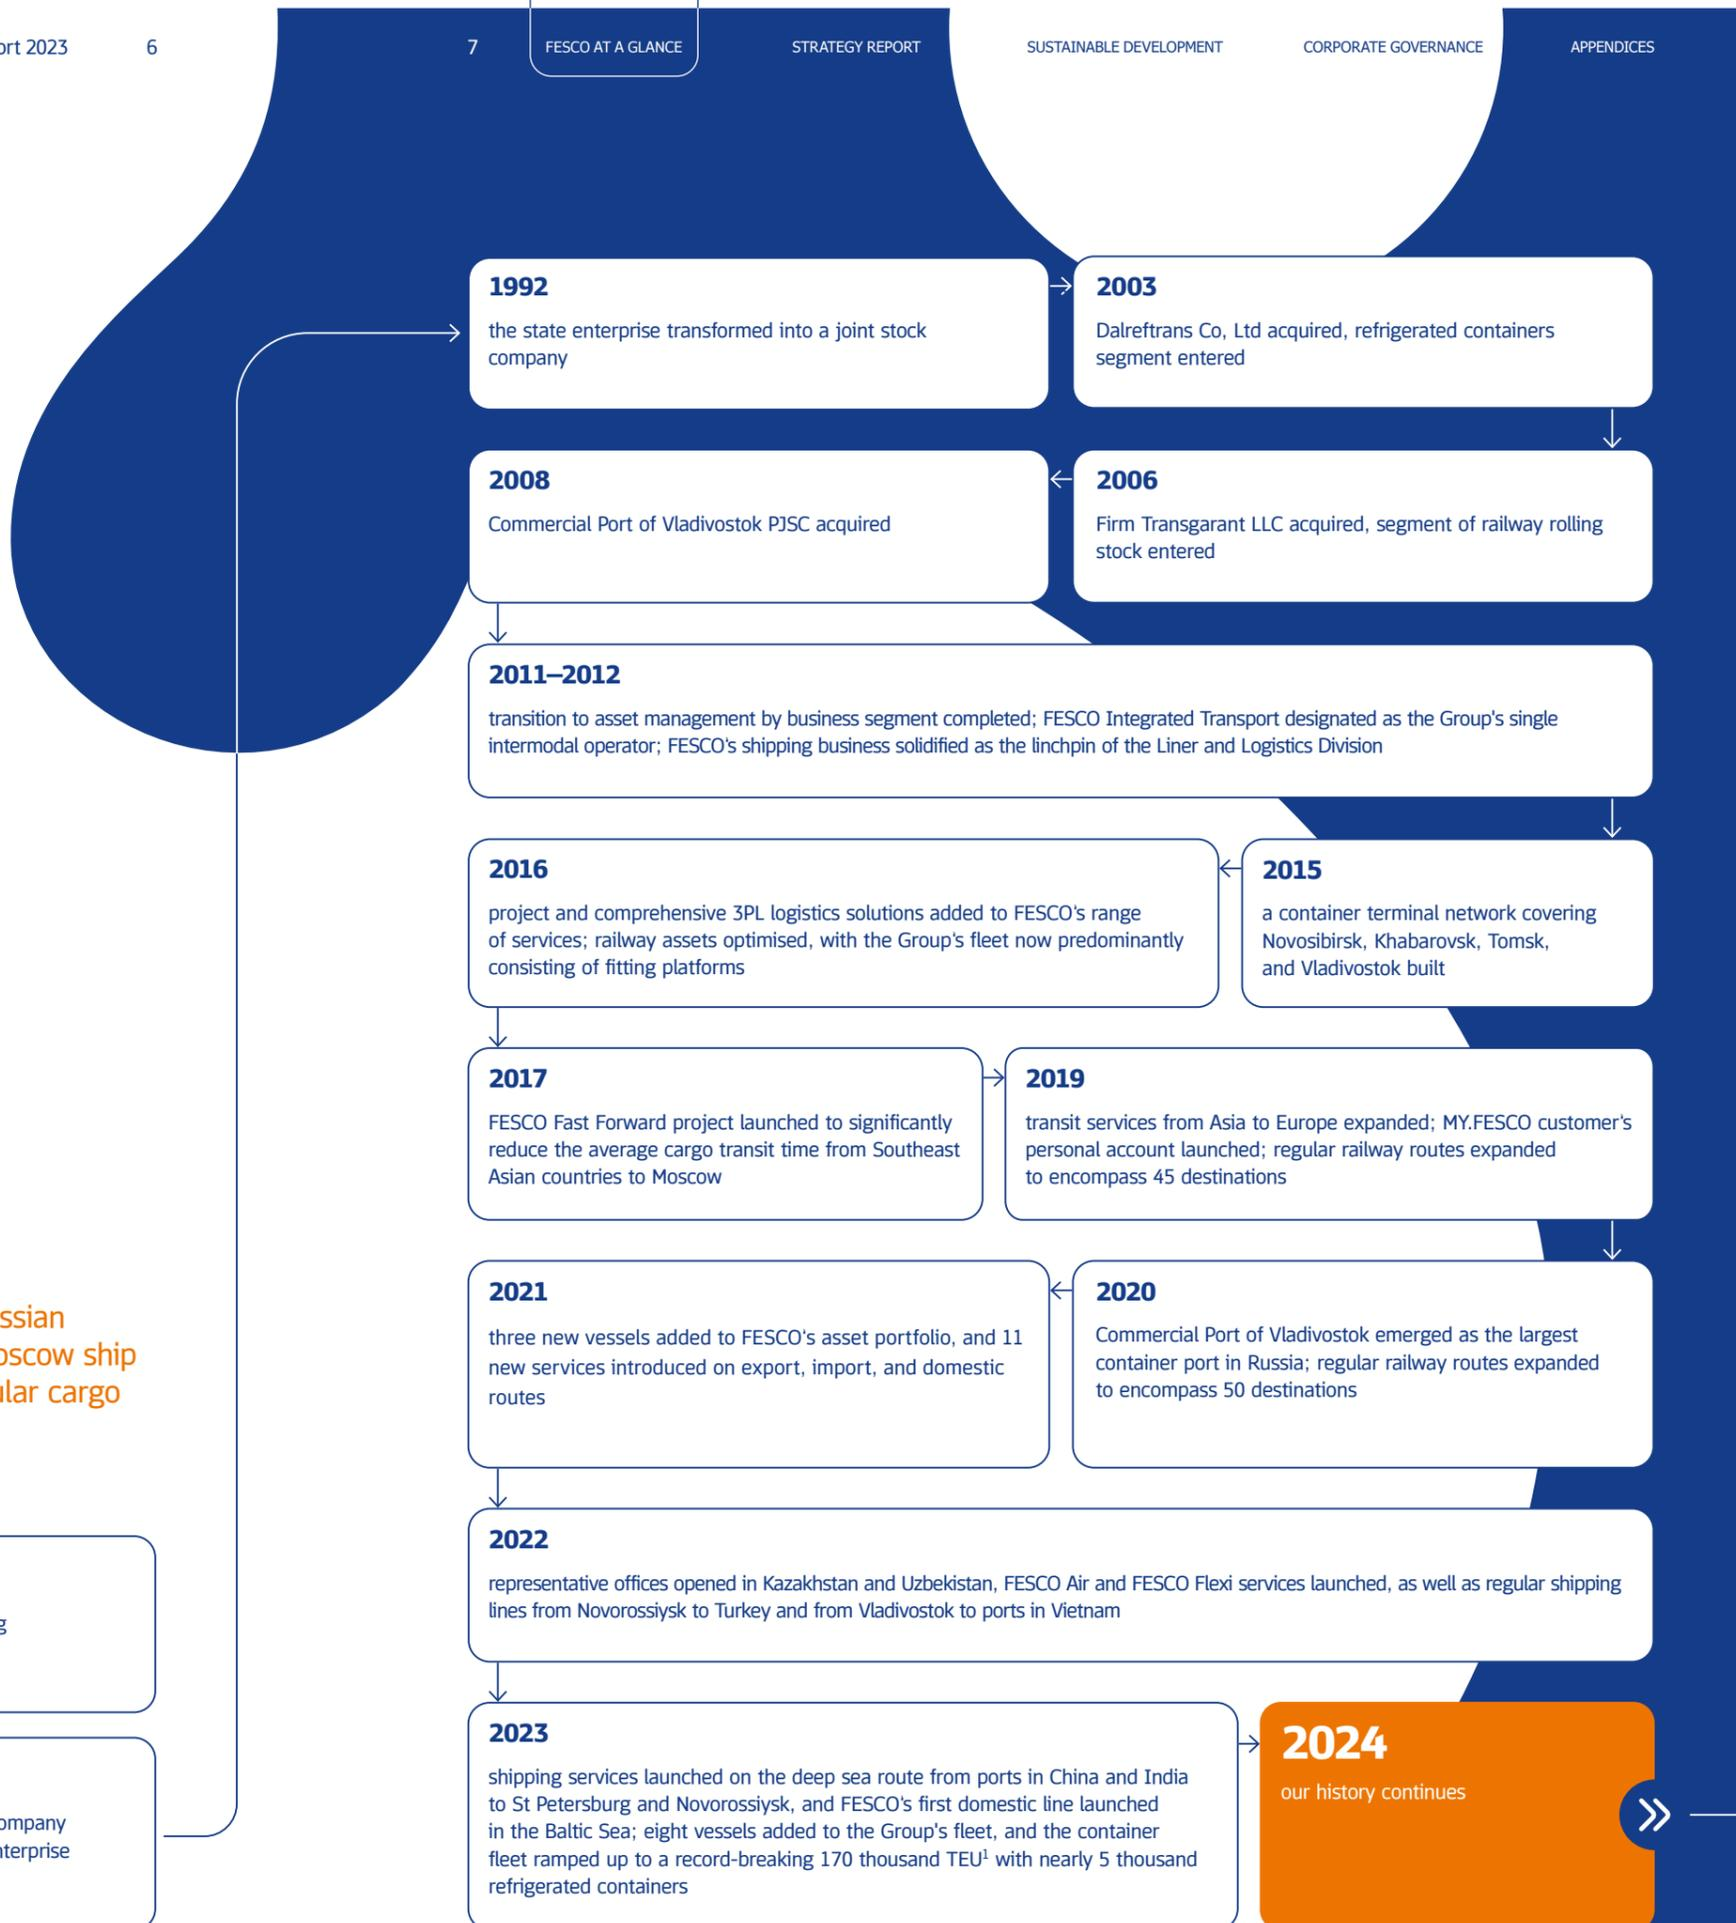 ort 2023
6
7
FESCO AT A GLANCE
STRATEGY REPORT
SUSTAINABLE DEVELOPMENT
CORPORATE GOVERNANCE
APPENDICES
1992
the state enterprise transformed into a joint stock
company
2003
Dalreftrans Co, Ltd acquired, refrigerated containers
segment entered
2006
Firm Transgarant LLC acquired, segment of railway rolling
stock entered
2008
Commercial Port of Vladivostok PJSC acquired
2011–2012
transition to asset management by business segment completed; FESCO Integrated Transport designated as the Group's single
intermodal operator; FESCO‘s shipping business solidified as the linchpin of the Liner and Logistics Division
2015
a container terminal network covering
Novosibirsk, Khabarovsk, Tomsk,
and Vladivostok built
2016
project and comprehensive 3PL logistics solutions added to FESCO‘s range
of services; railway assets optimised, with the Group‘s fleet now predominantly
consisting of fitting platforms
2017
FESCO Fast Forward project launched to significantly
reduce the average cargo transit time from Southeast
Asian countries to Moscow
2019
transit services from Asia to Europe expanded; MY.FESCO customer‘s
personal account launched; regular railway routes expanded
to encompass 45 destinations
2020
Commercial Port of Vladivostok emerged as the largest
container port in Russia; regular railway routes expanded
to encompass 50 destinations
2021
three new vessels added to FESCO‘s asset portfolio, and 11
new services introduced on export, import, and domestic
routes
2022
representative offices opened in Kazakhstan and Uzbekistan, FESCO Air and FESCO Flexi services launched, as well as regular shipping
lines from Novorossiysk to Turkey and from Vladivostok to ports in Vietnam
2023
shipping services launched on the deep sea route from ports in China and India
to St Petersburg and Novorossiysk, and FESCO‘s first domestic line launched
in the Baltic Sea; eight vessels added to the Group's fleet, and the container
fleet ramped up to a record-breaking 170 thousand TEU¹ with nearly 5 thousand
refrigerated containers
2024
our history continues
ssian
oscow ship
ular cargo
g
ompany
nterprise